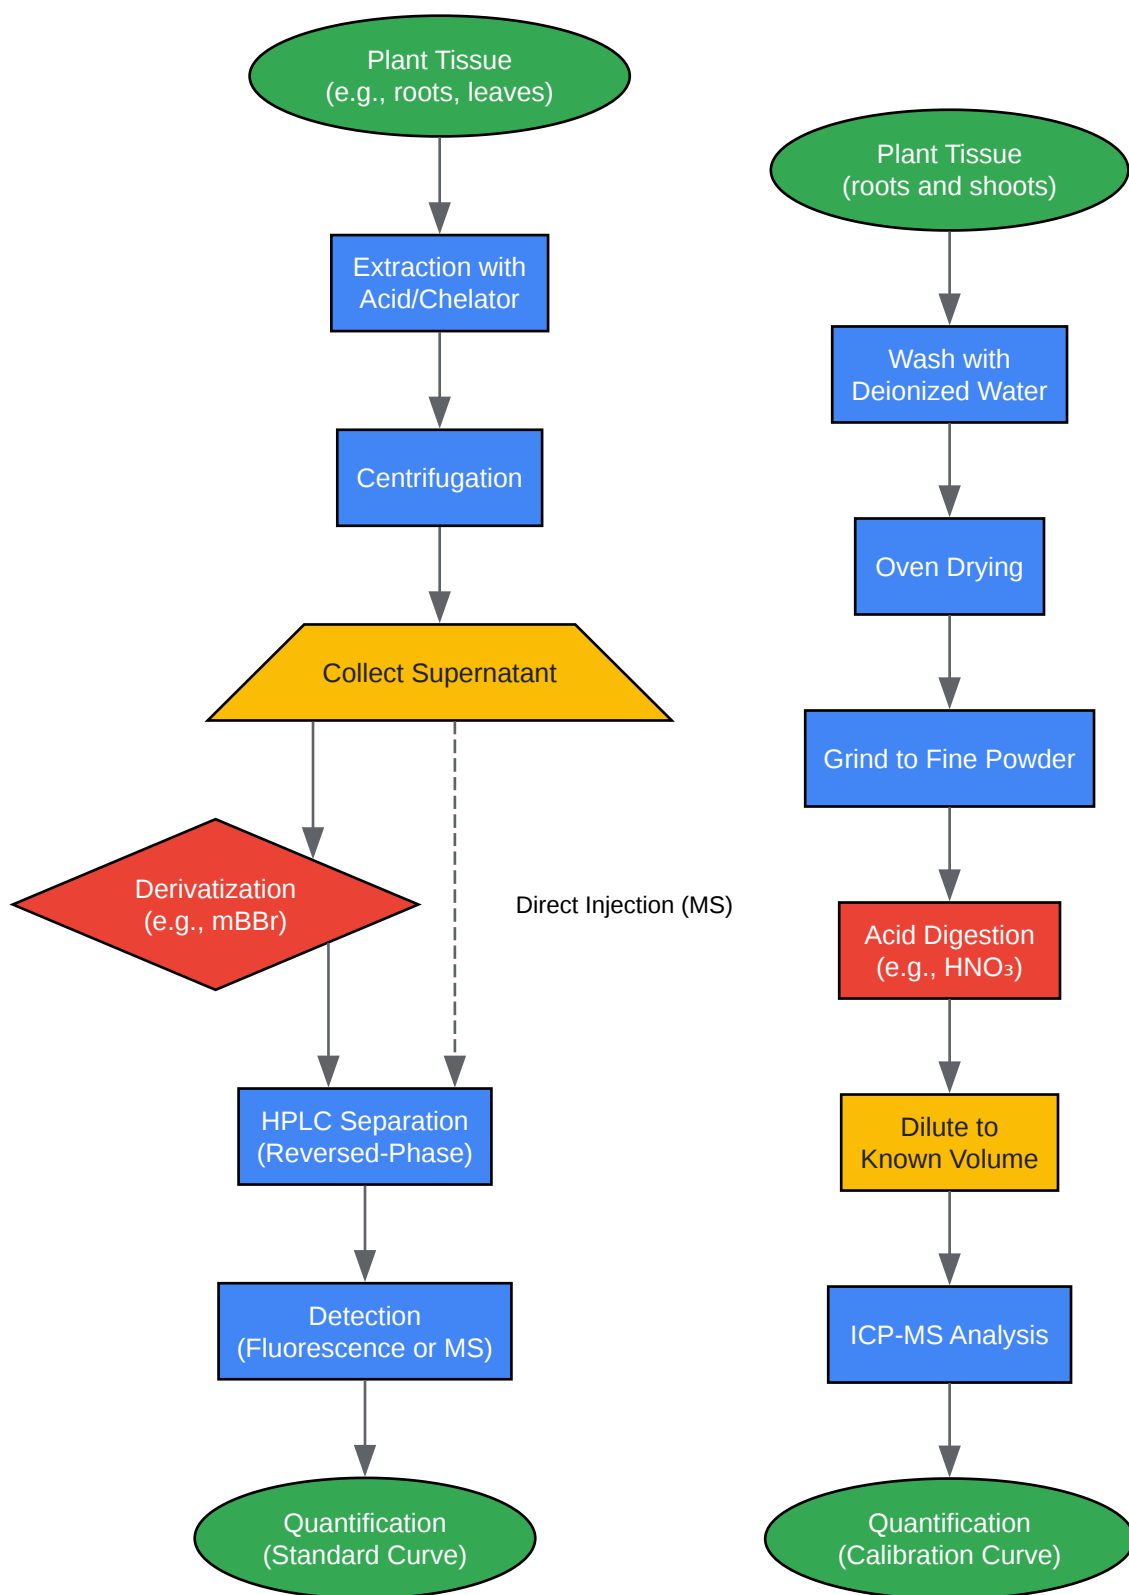 Plant Tissue
(e.g., roots, leaves)
Extraction with
Acid/Chelator
Centrifugation
Collect Supernatant
Derivatization
(e.g., mBBr)
Direct Injection (MS)
HPLC Separation
(Reversed-Phase)
Detection
(Fluorescence or MS)
Quantification
(Standard Curve)
Plant Tissue
(roots and shoots)
Wash with
Deionized Water
Oven Drying
Grind to Fine Powder
Acid Digestion
(e.g., HNO₃)
Dilute to
Known Volume
ICP-MS Analysis
Quantification
(Calibration Curve)